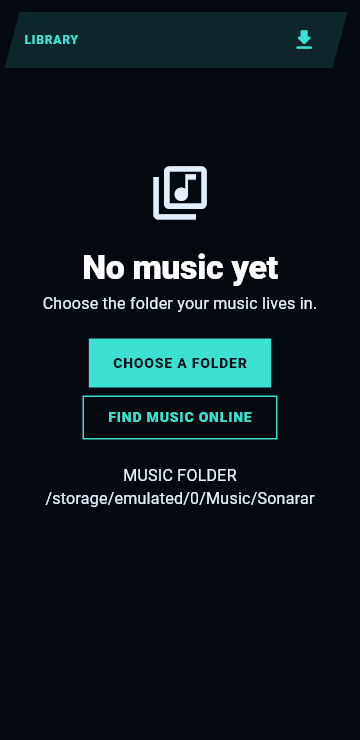 LIBRARY
No music yet
Choose the folder your music lives in.
CHOOSE A FOLDER
FIND MUSIC ONLINE
MUSIC FOLDER
/storage/emulated/0/Music/Sonarar